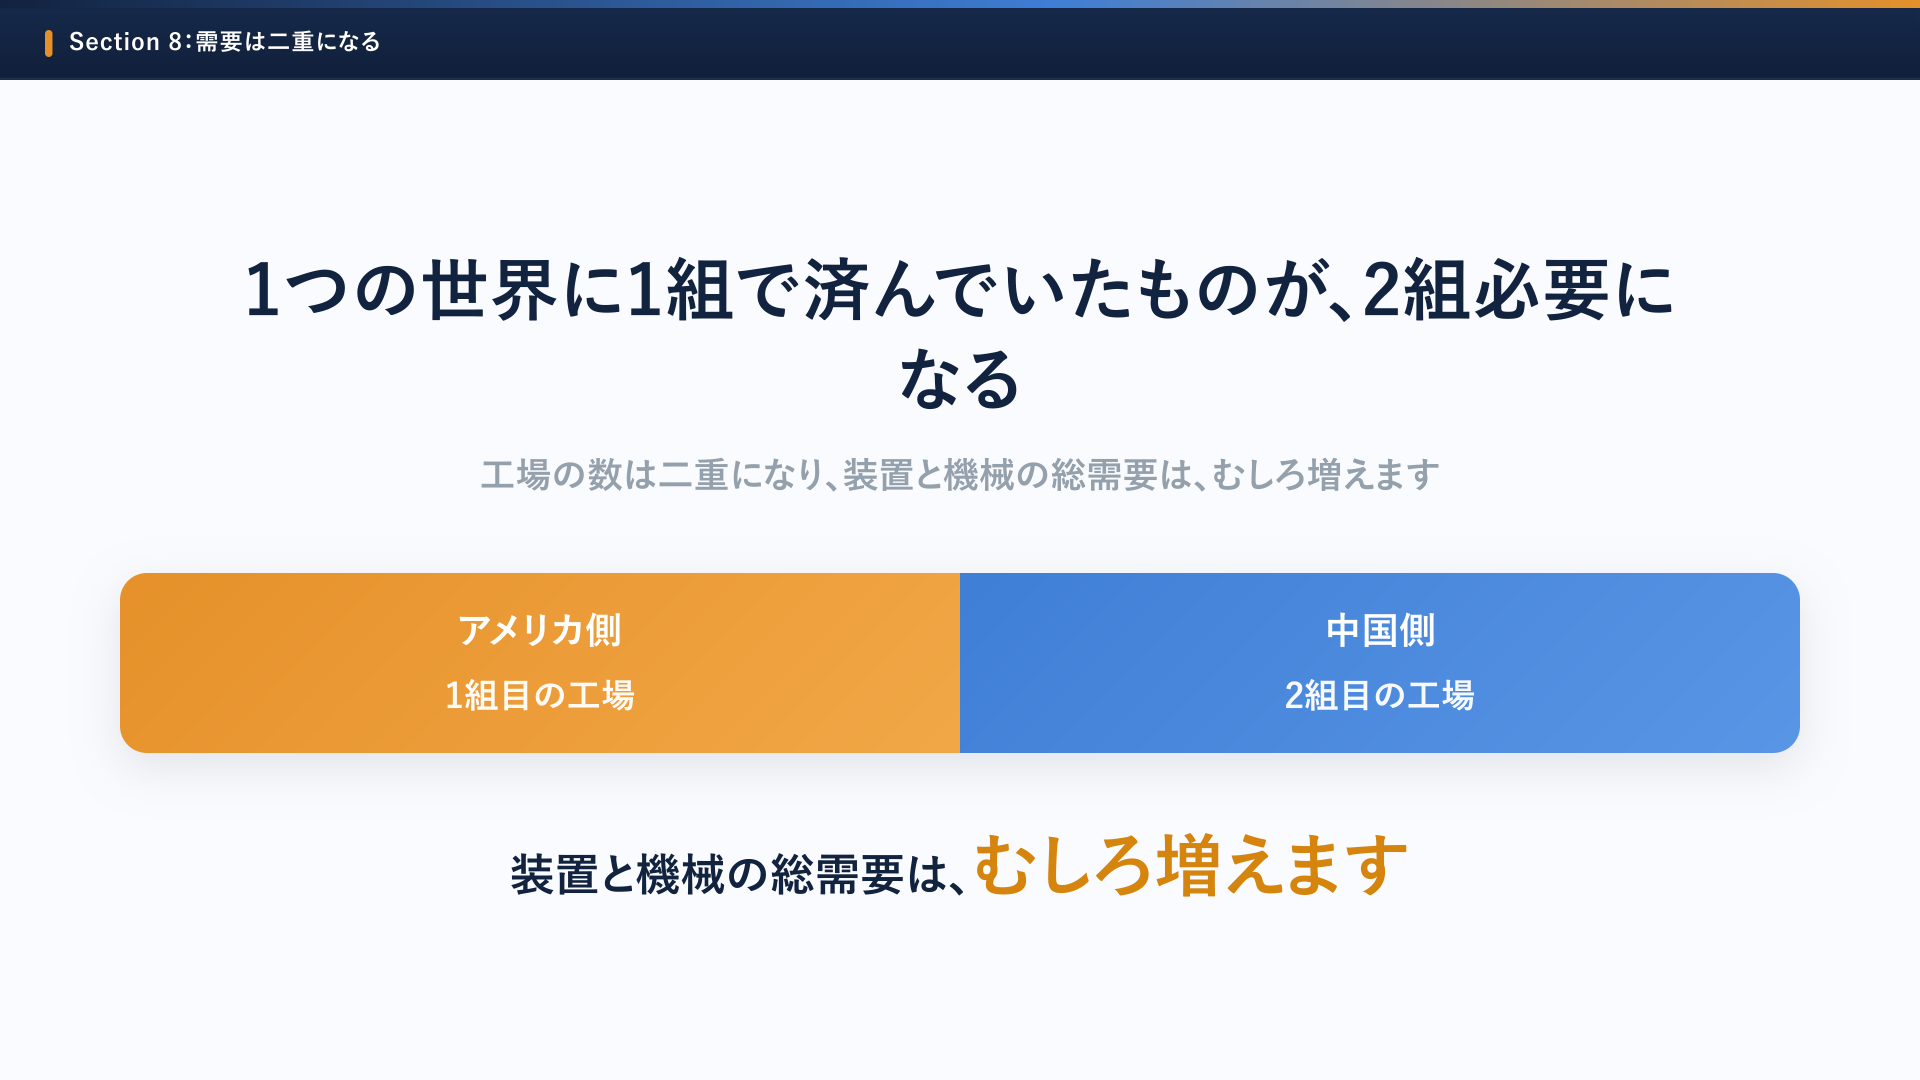 Section 8：需要は二重になる
1つの世界に1組で済んでいたものが、2組必要に
なる
工場の数は二重になり、装置と機械の総需要は、むしろ増えます
アメリカ側
1組目の工場
中国側
2組目の工場
装置と機械の総需要は、むしろ増えます